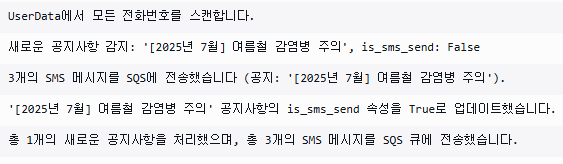 UserData에서 모든 전화번호를 스캔합니다.
새로운 공지사항 감지: '[2025년 7월] 여름철 감염병 주의', is_sms_send: False
3개의 SMS 메시지를 SQS에 전송했습니다 (공지: '[2025년 7월] 여름철 감염병 주의').
'[2025년 7월] 여름철 감염병 주의' 공지사항의 is_sms_send 속성을 True로 업데이트했습니다.
총 1개의 새로운 공지사항을 처리했으며, 총 3개의 SMS 메시지를 SQS 큐에 전송했습니다.